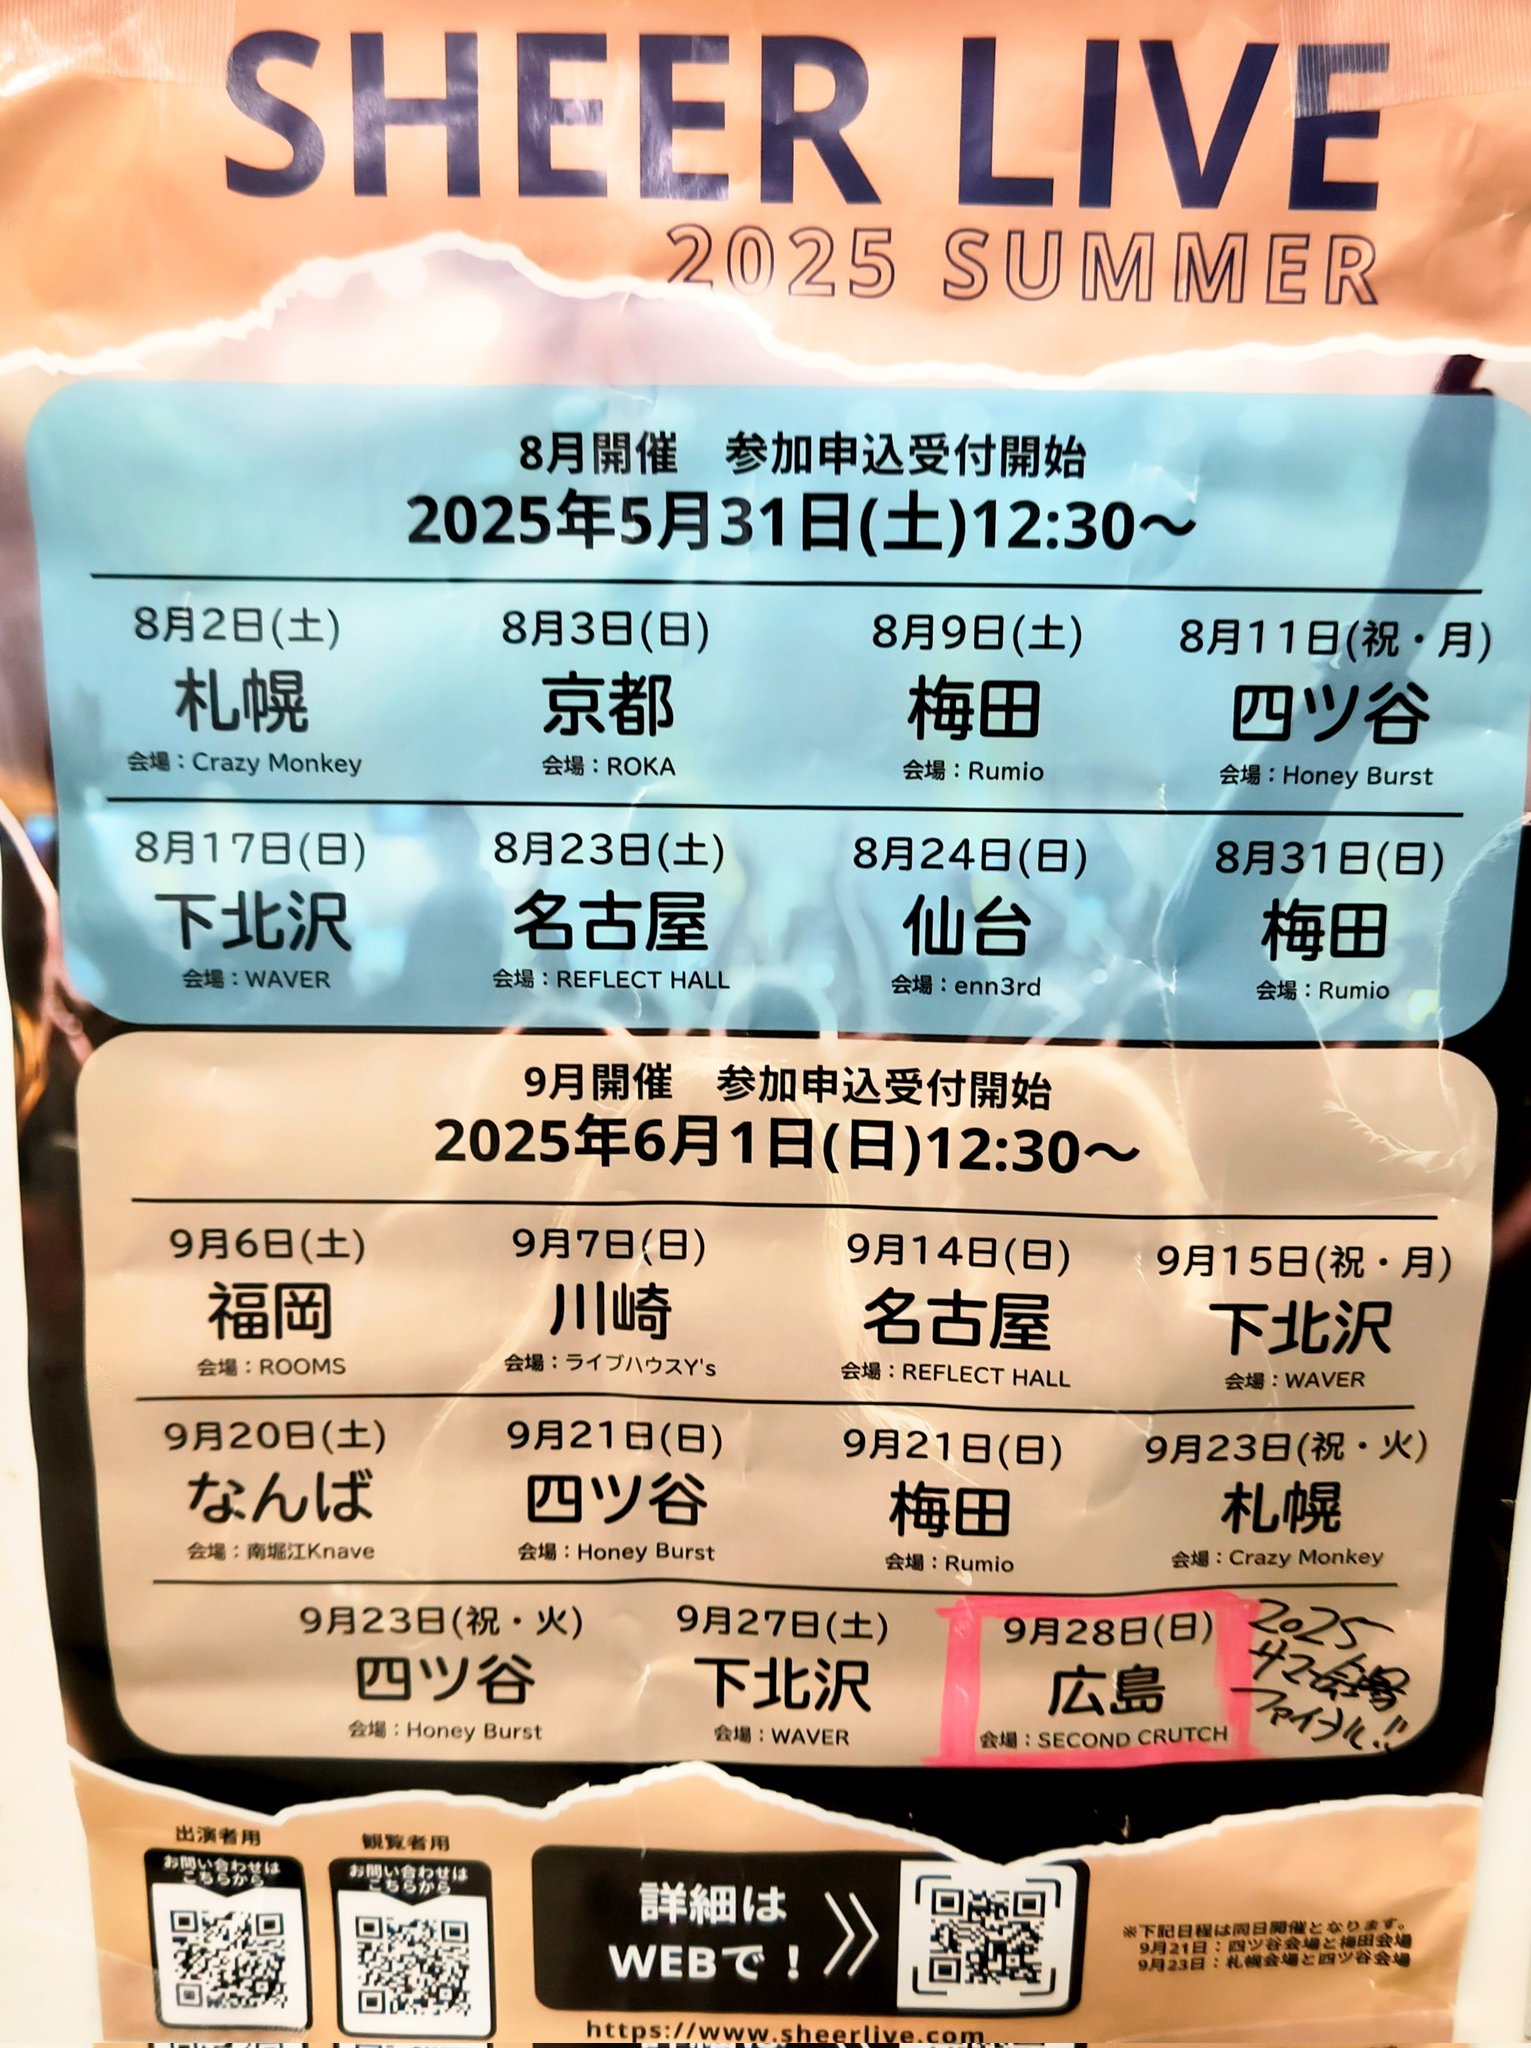 SHEER LIVE
2025 SUMMER
8月開催 参加申込受付開始
2025年5月31日(土)12:30～
8月2日(土) 8月3日(日) 8月9日(土) 8月11日(祝・月)
札幌 京都 梅田 四ツ谷
会場：Crazy Monkey 会場：ROKA 会場：Rumio 会場：Honey Burst
8月17日(日) 8月23日(土) 8月24日(日) 8月31日(日)
下北沢 名古屋 仙台 梅田
会場：WAVER 会場：REFLECT HALL 会場：enn3rd 会場：Rumio
9月開催 参加申込受付開始
2025年6月1日(日)12:30～
9月6日(土) 9月7日(日) 9月14日(日) 9月15日(祝・月)
福岡 川崎 名古屋 下北沢
会場：ROOMS 会場：ライブハウスY's 会場：REFLECT HALL 会場：WAVER
9月20日(土) 9月21日(日) 9月21日(日) 9月23日(祝・火)
なんば 四ツ谷 梅田 札幌
会場：南堀江Knave 会場：Honey Burst 会場：Rumio 会場：Crazy Monkey
9月23日(祝・火) 9月27日(土) 9月28日(日)
四ツ谷 下北沢 広島
会場：Honey Burst 会場：WAVER 会場：SECOND CRUTCH
2025
ファイナル!!
出演者用
お問い合わせは
こちらから
観覧者用
お問い合わせは
こちらから
詳細は
WEBで！
https://www.sheerlive.com
※下記日程は同日開催となります。
9月21日：四ツ谷会場と梅田会場
9月23日：札幌会場と四ツ谷会場